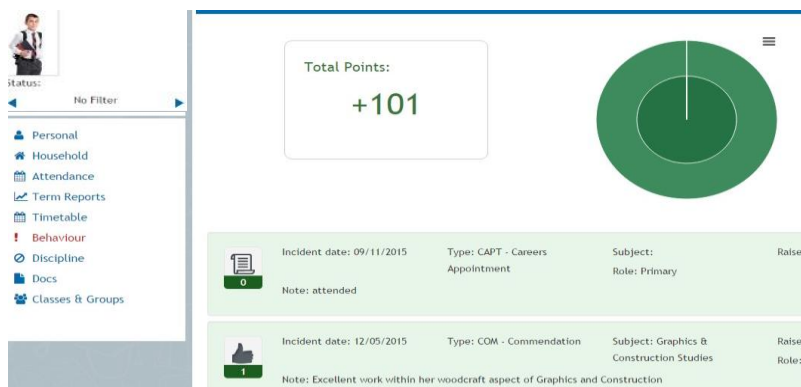 Status:
No Filter
Personal
Household
Attendance
Term Reports
Timetable
Behaviour
Discipline
Docs
Classes & Groups
Total Points:
+101
Incident date: 09/11/2015
Type: CAPT - Careers
Appointment
Subject:
Role: Primary
Raise
0
Note: attended
Incident date: 12/05/2015
Type: COM - Commendation
Subject: Graphics &
Construction Studies
Raise
Role:
1
Note: Excellent work within her woodcraft aspect of Graphics and Construction